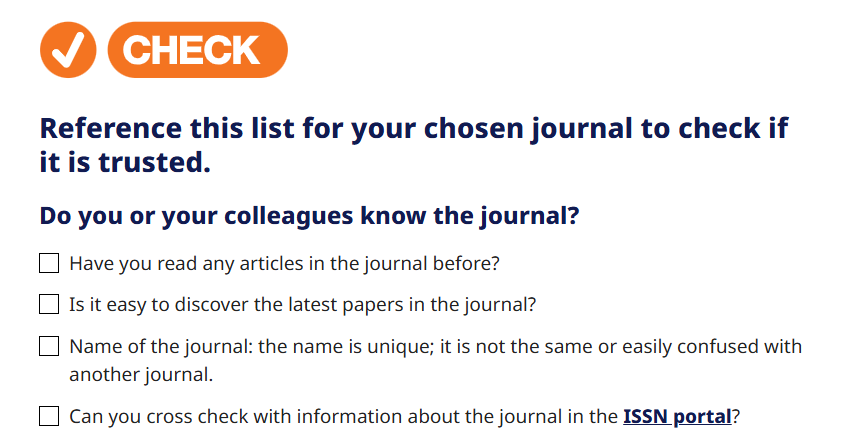 CHECK
Reference this list for your chosen journal to check if
it is trusted.
Do you or your colleagues know the journal?
Have you read any articles in the journal before?
Is it easy to discover the latest papers in the journal?
Name of the journal: the name is unique; it is not the same or easily confused with
another journal.
Can you cross check with information about the journal in the ISSN portal?